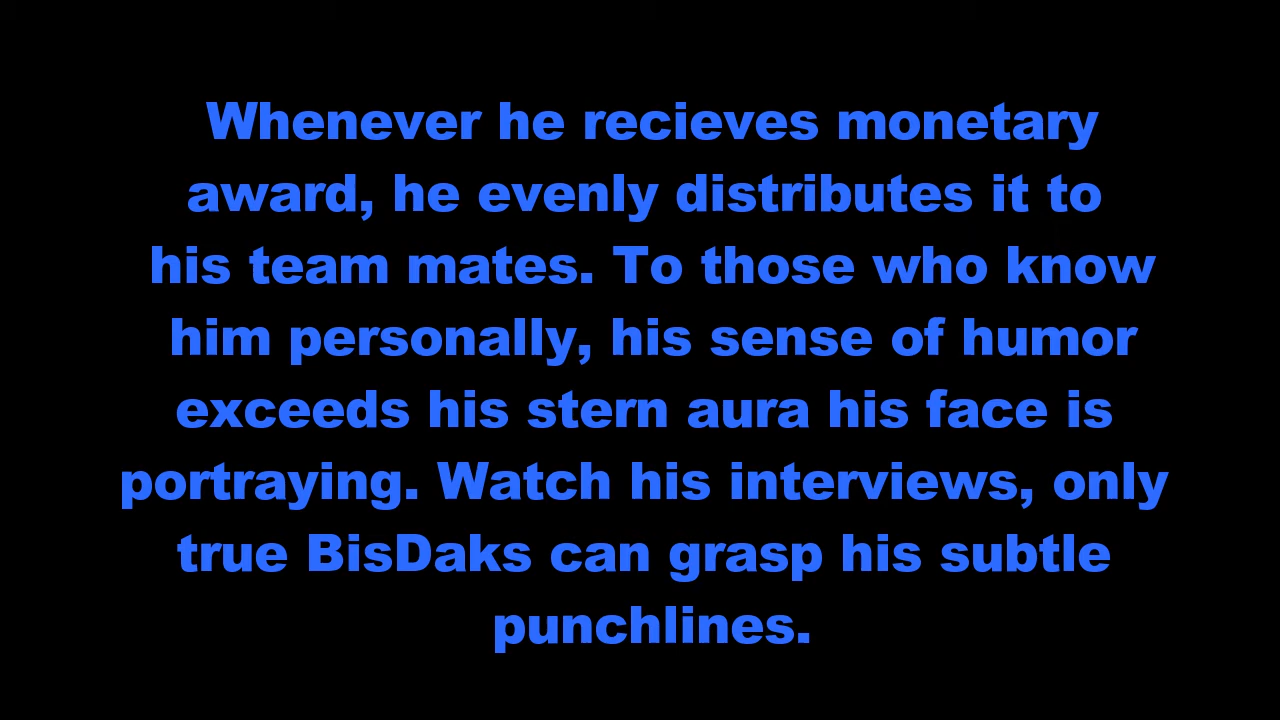 Whenever he recieves monetary
award, he evenly distributes it to
his team mates. To those who know
him personally, his sense of humor
exceeds his stern aura his face is
portraying. Watch his interviews, only
true BisDaks can grasp his subtle
punchlines.